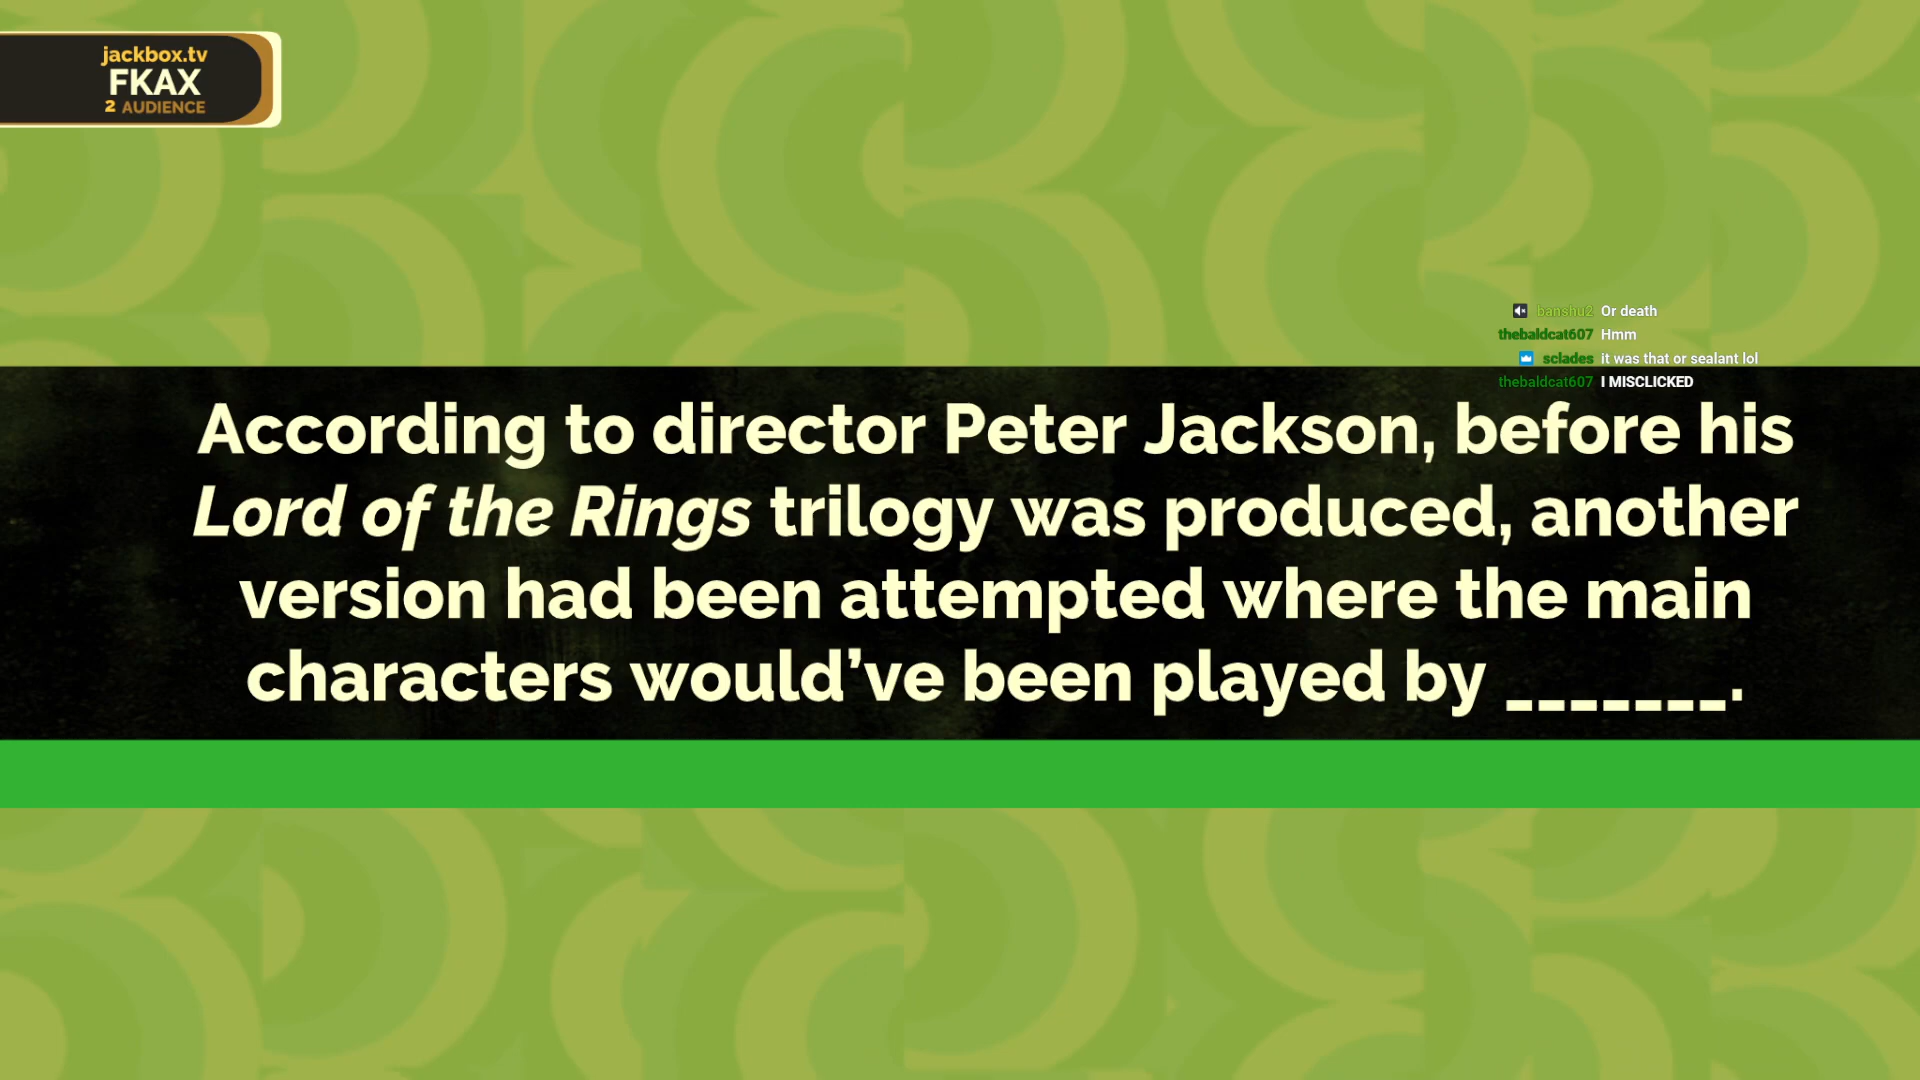 jackbox.tv
FKAX
2 AUDIENCE
banshu2 Or death
thebaldcat607 Hmm
sclades it was that or sealant lol
thebaldcat607 I MISCLICKED
According to director Peter Jackson, before his
Lord of the Rings trilogy was produced, another
version had been attempted where the main
characters would’ve been played by _______.